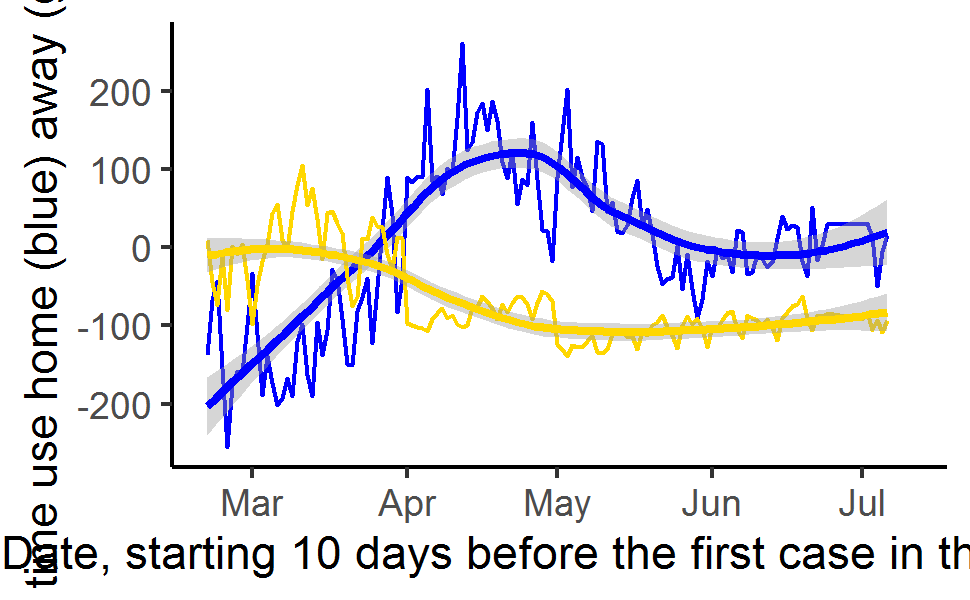 time use home (blue) away (g
200
100
0
-100
-200
Mar Apr May Jun Jul
Date, starting 10 days before the first case in th